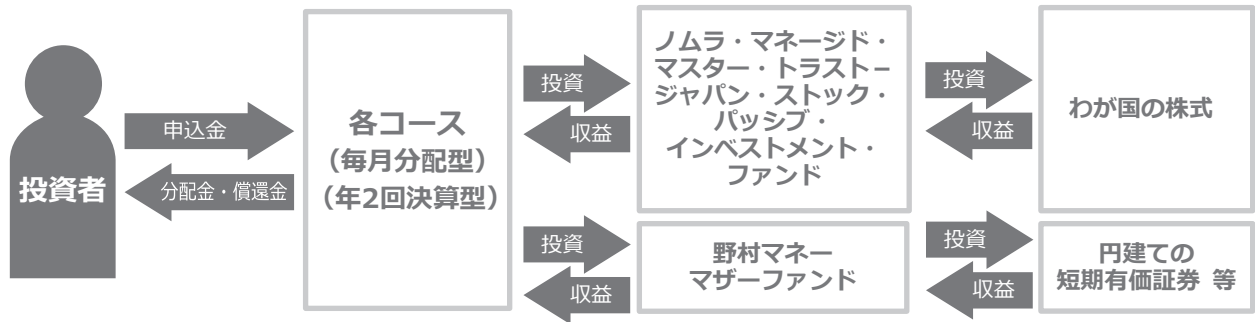 投資者
申込金
分配金・償還金
各コース
（毎月分配型）
（年2回決算型）
投資
収益
ノムラ・マネージド・
マスター・トラスト－
ジャパン・ストック・
パッシブ・
インベストメント・
ファンド
投資
収益
わが国の株式
投資
収益
野村マネー
マザーファンド
投資
収益
円建ての
短期有価証券 等